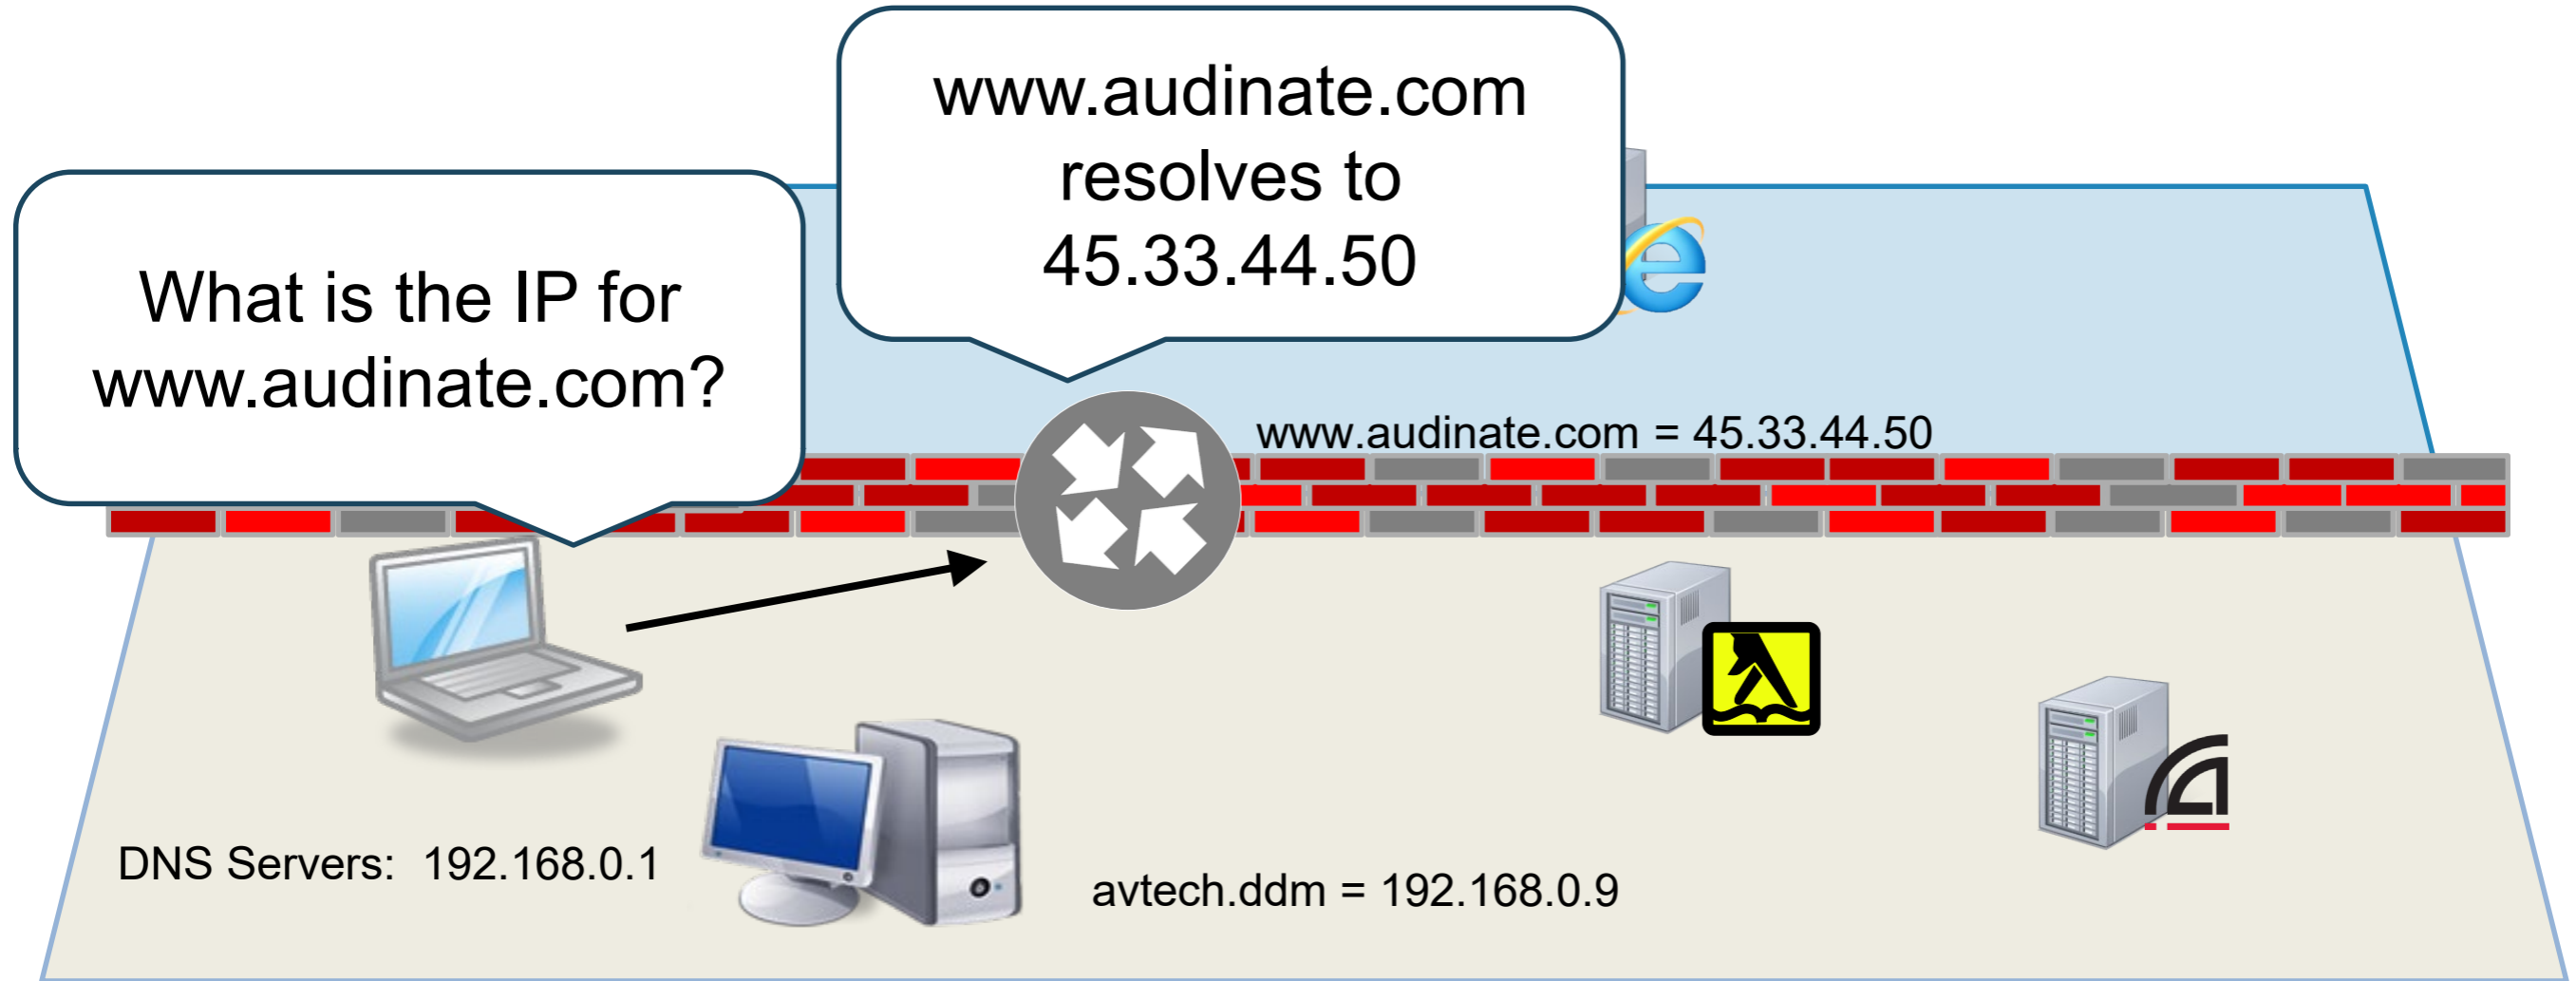 www.audinate.com
resolves to
45.33.44.50
What is the IP for
www.audinate.com?
www.audinate.com = 45.33.44.50
DNS Servers: 192.168.0.1
avtech.ddm = 192.168.0.9